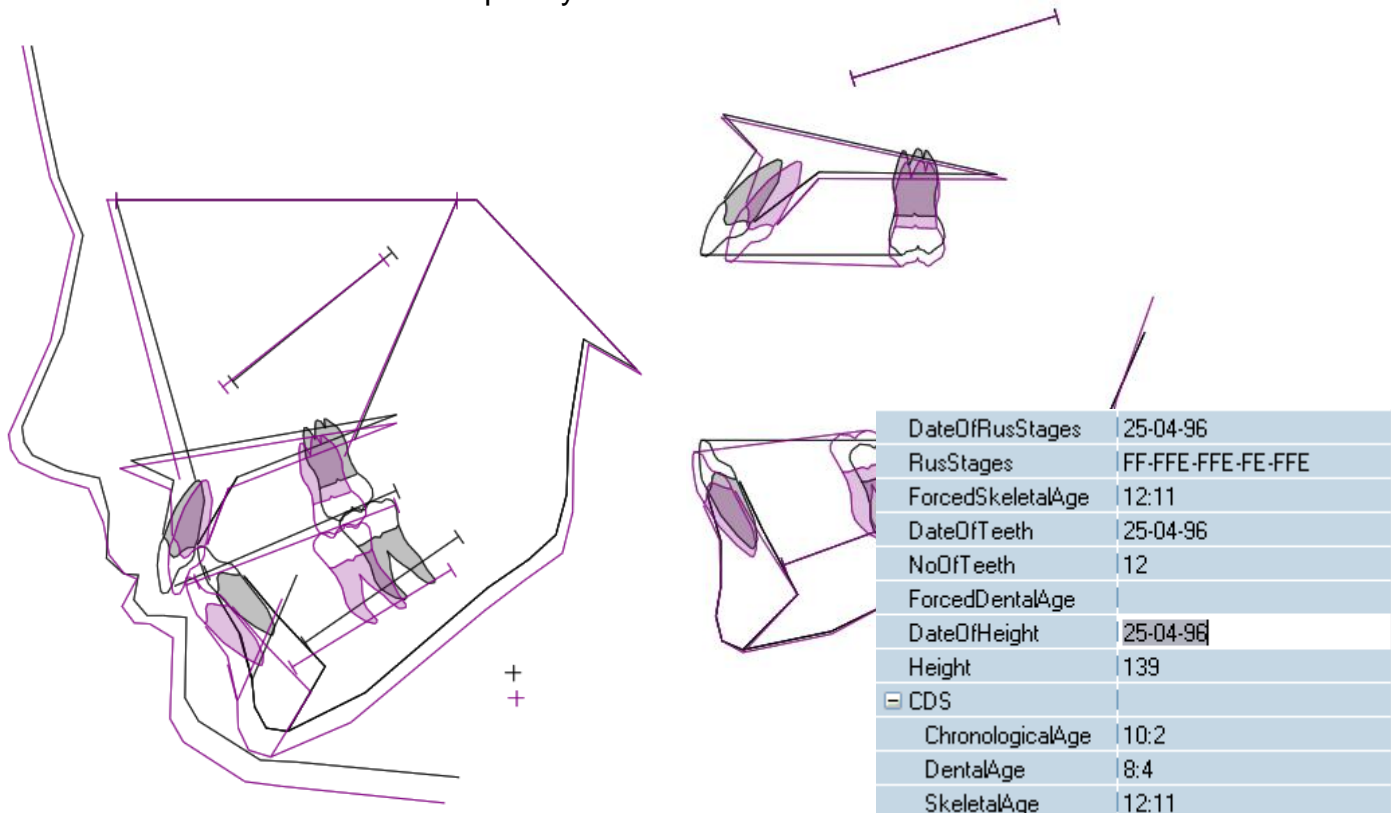 DateOfRusStages 25-04-96
RusStages FF-FFE-FFE-FE-FFE
ForcedSkeletalAge 12:11
DateOfTeeth 25-04-96
NoOfTeeth 12
ForcedDentalAge
DateOfHeight 25-04-96
Height 139
CDS
ChronologicalAge 10:2
DentalAge 8:4
SkeletalAge 12:11